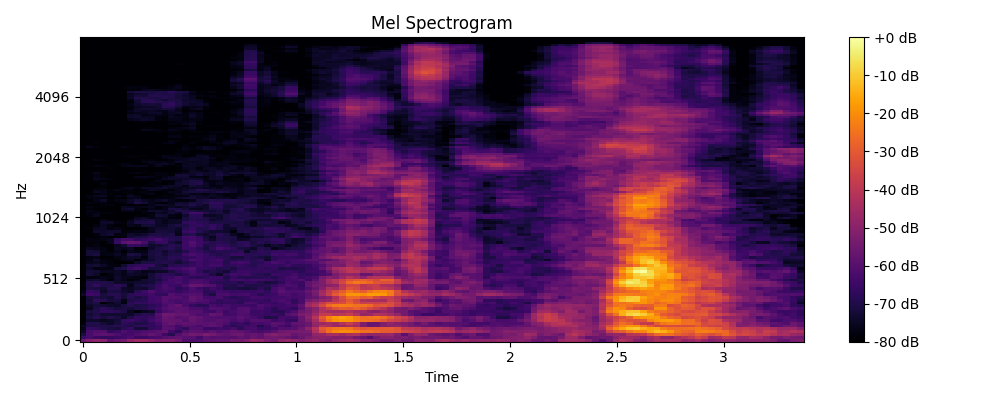 Mel Spectrogram
Hz
4096
2048
1024
512
0
0
0.5
1
1.5
2
2.5
3
Time
+0 dB
-10 dB
-20 dB
-30 dB
-40 dB
-50 dB
-60 dB
-70 dB
-80 dB